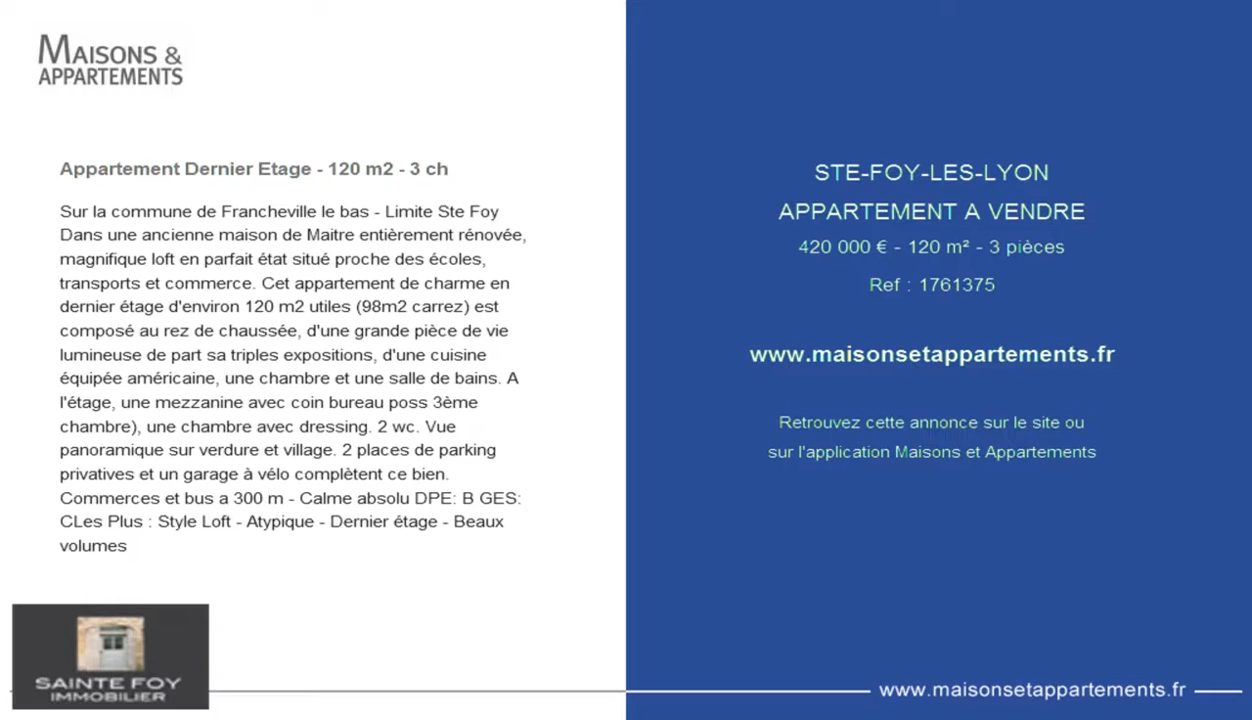 MAISONS &
APPARTEMENTS
Appartement Dernier Etage - 120 m2 - 3 ch
Sur la commune de Francheville le bas - Limite Ste Foy
Dans une ancienne maison de Maitre entièrement rénovée,
magnifique loft en parfait état situé proche des écoles,
transports et commerce. Cet appartement de charme en
dernier étage d'environ 120 m2 utiles (98m2 carrez) est
composé au rez de chaussée, d'une grande pièce de vie
lumineuse de part sa triples expositions, d'une cuisine
équipée américaine, une chambre et une salle de bains. A
l'étage, une mezzanine avec coin bureau poss 3ème
chambre), une chambre avec dressing. 2 wc. Vue
panoramique sur verdure et village. 2 places de parking
privatives et un garage à vélo complètent ce bien.
Commerces et bus a 300 m - Calme absolu DPE: B GES:
CLes Plus : Style Loft - Atypique - Dernier étage - Beaux
volumes
SAINTE FOY
IMMOBILIER
STE-FOY-LES-LYON
APPARTEMENT A VENDRE
420 000 € - 120 m² - 3 pièces
Ref : 1761375
www.maisonsetappartements.fr
Retrouvez cette annonce sur le site ou
sur l'application Maisons et Appartements
www.maisonsetappartements.fr